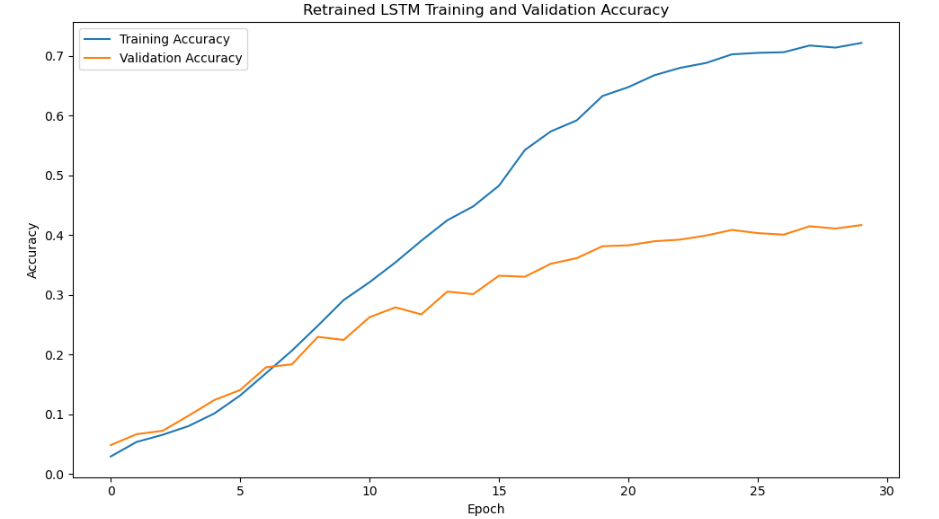 Retrained LSTM Training and Validation Accuracy
Training Accuracy
Validation Accuracy
0.7
0.6
0.5
0.4
0.3
0.2
0.1
0.0
Accuracy
0 5 10 15 20 25 30
Epoch